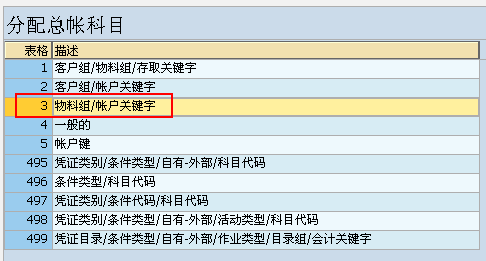 分配总帐科目
表格 描述
1 客户组/物料组/存取关键字
2 客户组/帐户关键字
3 物料组/帐户关键字
4 一般的
5 帐户键
495 凭证类别/条件类型/自有-外部/科目代码
496 条件类型/科目代码
497 凭证类别/条件代码/科目代码
498 凭证类别/条件类型/自有-外部/活动类型/科目代码
499 凭证目录/条件类型/自有-外部/作业类型/目录组/会计关键字